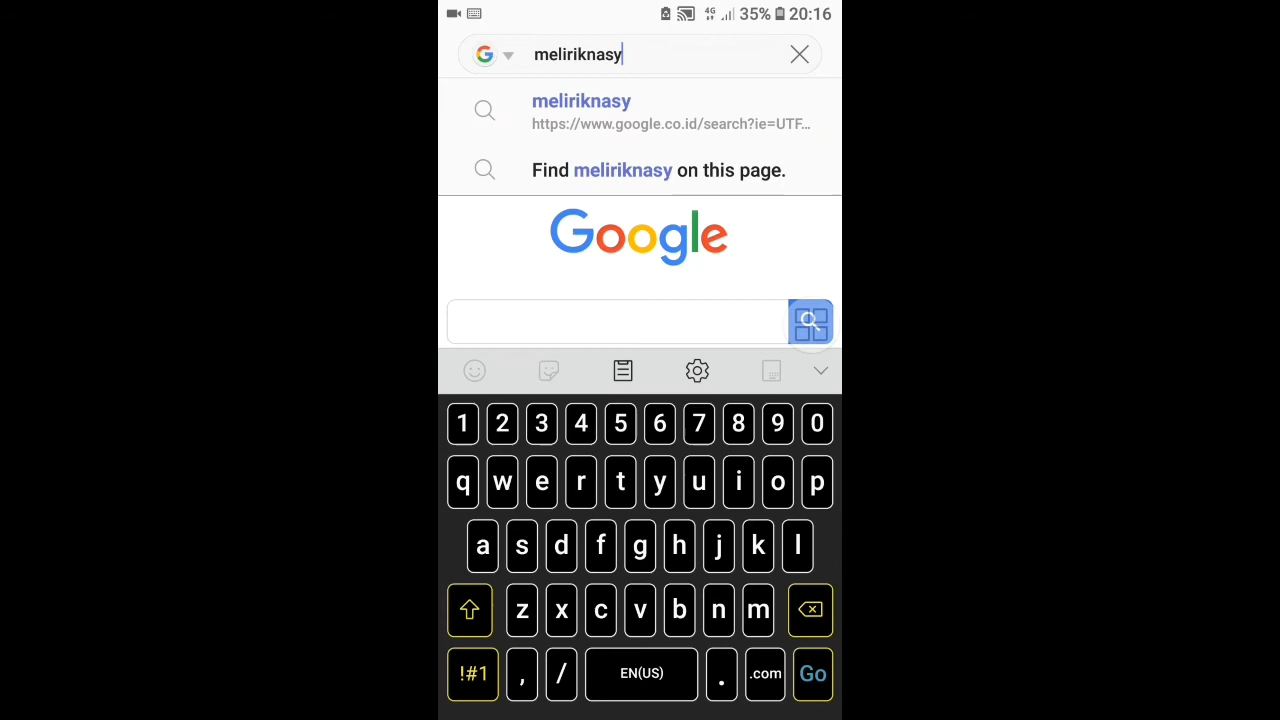 35% 20:16
4G
G meliriknasy
meliriknasy
https://www.google.co.id/search?ie=UTF...
Find meliriknasy on this page.
Google
1 2 3 4 5 6 7 8 9 0
q w e r t y u i o p
a s d f g h j k l
z x c v b n m
!#1 , / EN(US) . .com Go